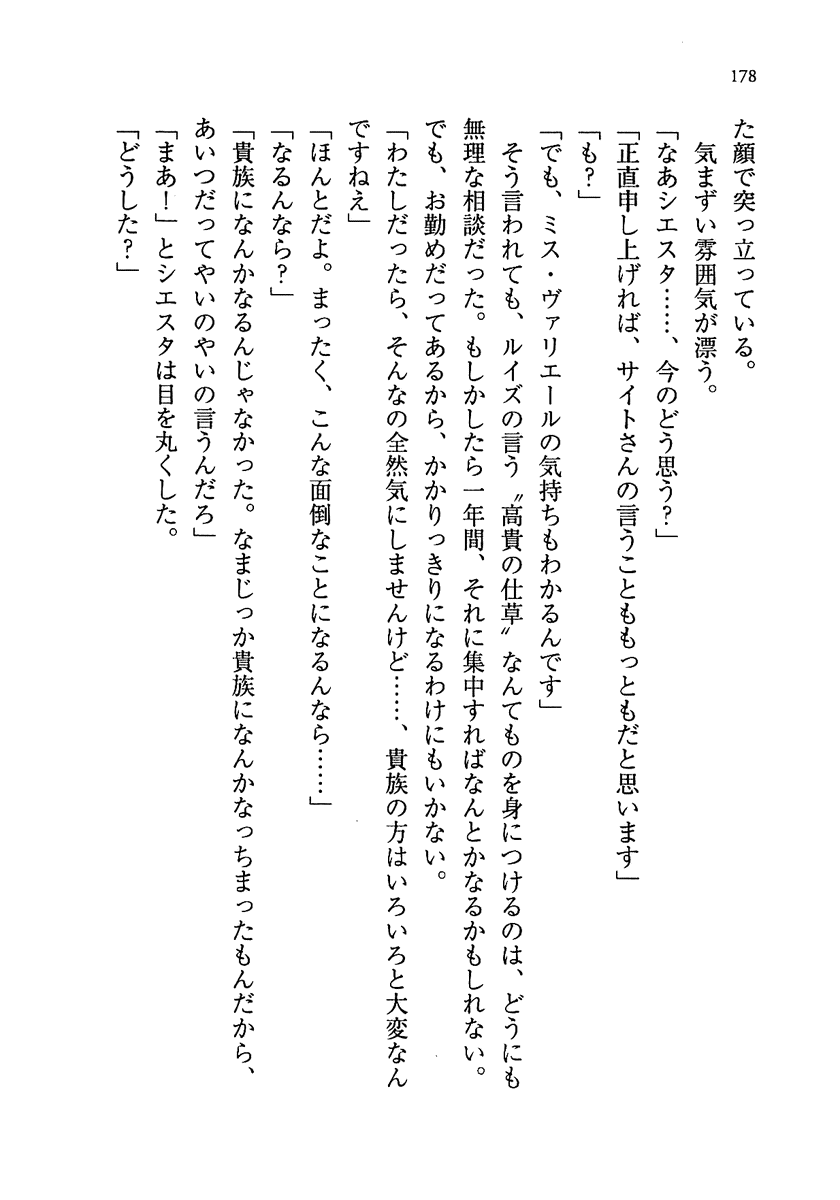 178
た顔で突っ立っている。
気まずい雰囲気が漂う。
「なあシエスタ……、今のどう思う?」
「正直申し上げれば、サイトさんの言うことももっともだと思います」
「も?」
「でも、ミス・ヴァリエールの気持ちもわかるんです」
そう言われても、ルイズの言う〝高貴の仕草〟なんてものを身につけるのは、どうにも
無理な相談だった。もしかしたら一年間、それに集中すればなんとかなるかもしれない。
でも、お勤めだってあるから、かかりっきりになるわけにもいかない。
「わたしだったら、そんなの全然気にしませんけど……、貴族の方はいろいろと大変なん
ですねえ」
「ほんとだよ。まったく、こんな面倒なことになるんなら……」
「なるんなら?」
「貴族になんかなるんじゃなかった。なまじっか貴族になんかなっちまったもんだから、
あいつだってやいのやいの言うんだろ」
「まあ!」とシエスタは目を丸くした。
「どうした?」